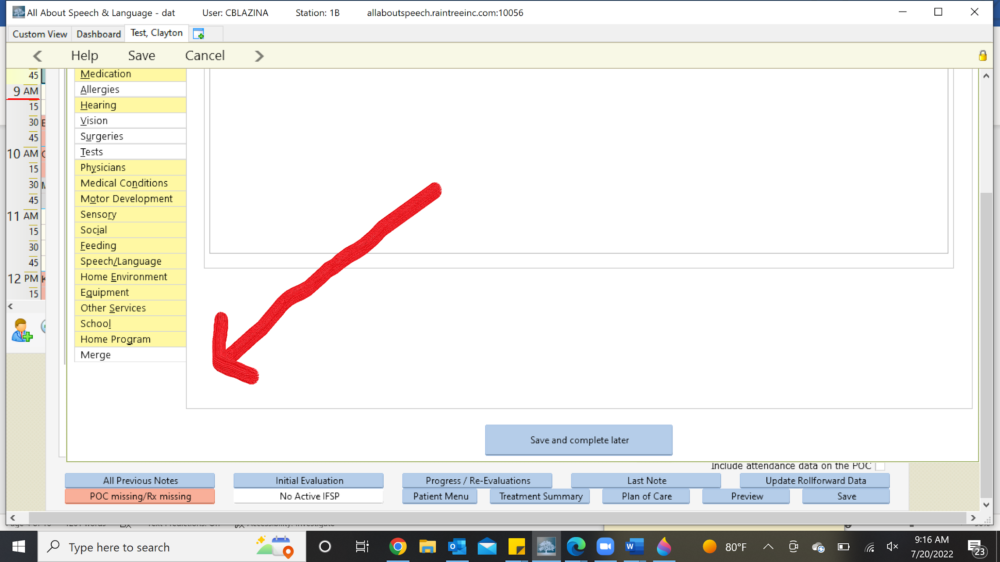 All About Speech & Language - dat User: CBLAZINA Station: 1B allaboutspeech.raintreeinc.com:10056
Custom View Dashboard Test, Clayton
Help Save Cancel
45
9 AM
15
30
45
10 AM
15
30
45
11 AM
15
30
45
12 PM
15
Medication
Allergies
Hearing
Vision
Surgeries
Tests
Physicians
Medical Conditions
Motor Development
Sensory
Social
Feeding
Speech/Language
Home Environment
Equipment
Other Services
School
Home Program
Merge
Save and complete later
Include attendance data on the POC
All Previous Notes Initial Evaluation Progress / Re-Evaluations Last Note Update Rollforward Data
POC missing/Rx missing No Active IFSP Patient Menu Treatment Summary Plan of Care Preview Save
Type here to search
80°F
9:16 AM
7/20/2022
23